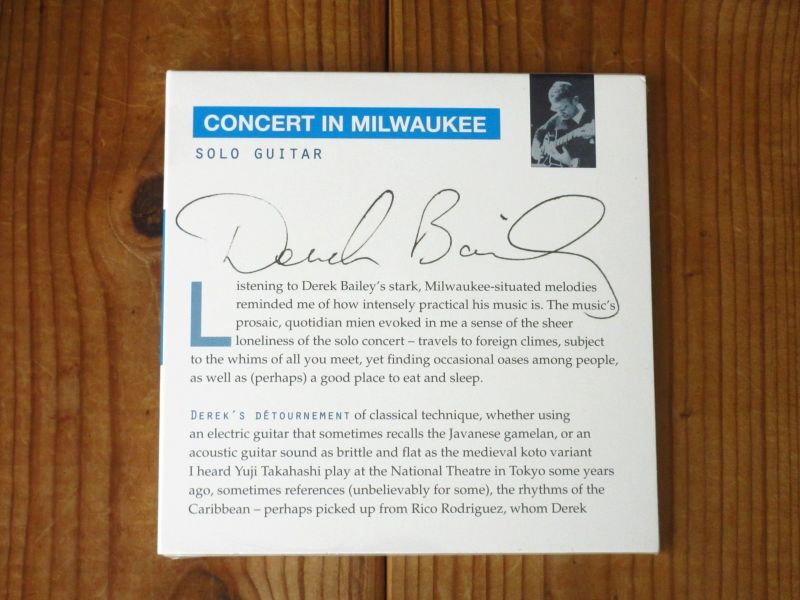 CONCERT IN MILWAUKEE
SOLO GUITAR
Derek Bailey
Listening to Derek Bailey's stark, Milwaukee-situated melodies
reminded me of how intensely practical his music is. The music's
prosaic, quotidian mien evoked in me a sense of the sheer
loneliness of the solo concert – travels to foreign climes, subject
to the whims of all you meet, yet finding occasional oases among people,
as well as (perhaps) a good place to eat and sleep.
DEREK'S DÉTOURNEMENT of classical technique, whether using
an electric guitar that sometimes recalls the Javanese gamelan, or an
acoustic guitar sound as brittle and flat as the medieval koto variant
I heard Yuji Takahashi play at the National Theatre in Tokyo some years
ago, sometimes references (unbelievably for some), the rhythms of the
Caribbean – perhaps picked up from Rico Rodriguez, whom Derek